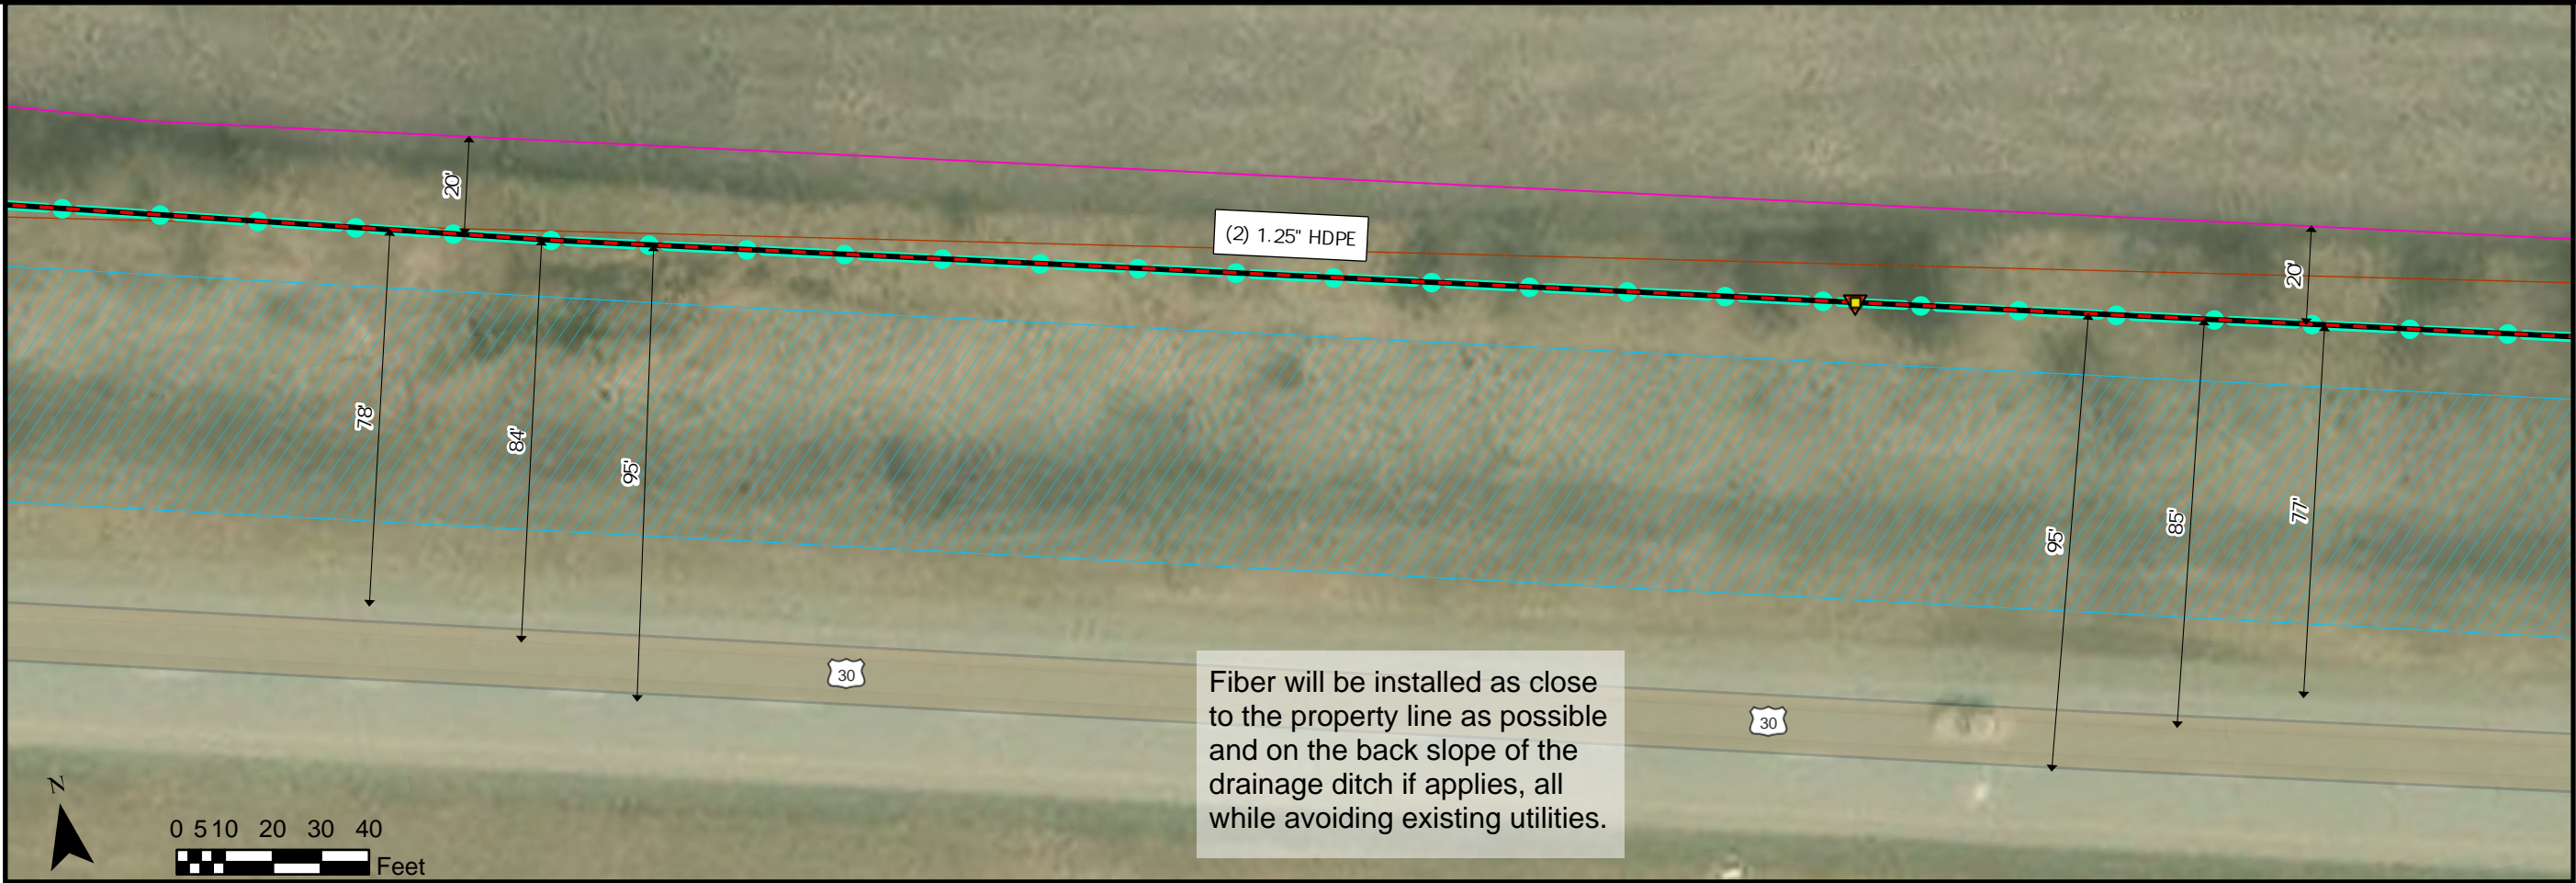 20'
(2) 1.25" HDPE
20'
78'
84'
95'
95'
85'
77'
30
30
Fiber will be installed as close
to the property line as possible
and on the back slope of the
drainage ditch if applies, all
while avoiding existing utilities.
N
0 5 10 20 30 40
Feet